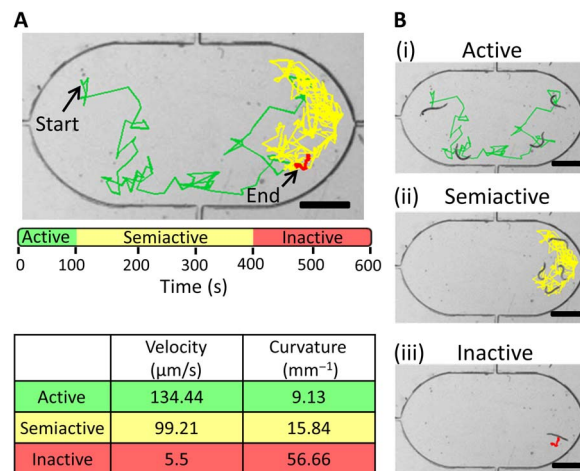 A
Start
End
Active Semiactive Inactive
0 100 200 300 400 500 600
Time (s)
Velocity (µm/s) Curvature (mm⁻¹)
Active 134.44 9.13
Semiactive 99.21 15.84
Inactive 5.5 56.66
B
(i) Active
(ii) Semiactive
(iii) Inactive